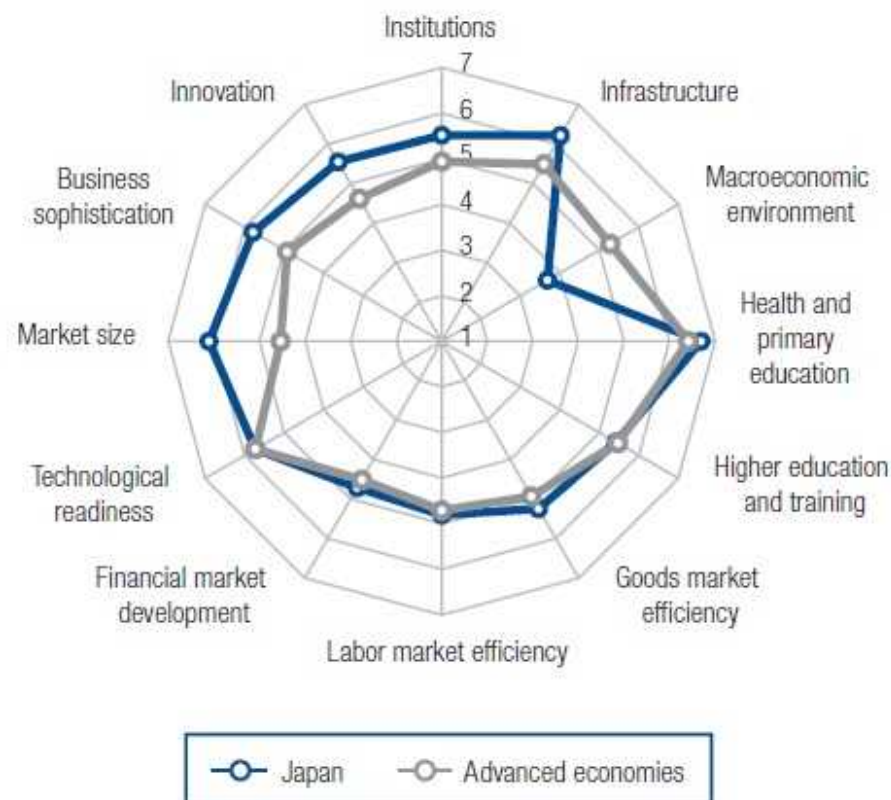 Institutions
7
6
5
4
3
2
1
Infrastructure
Macroeconomic
environment
Health and
primary
education
Higher education
and training
Goods market
efficiency
Labor market efficiency
Financial market
development
Technological
readiness
Market size
Business
sophistication
Innovation
Japan
Advanced economies